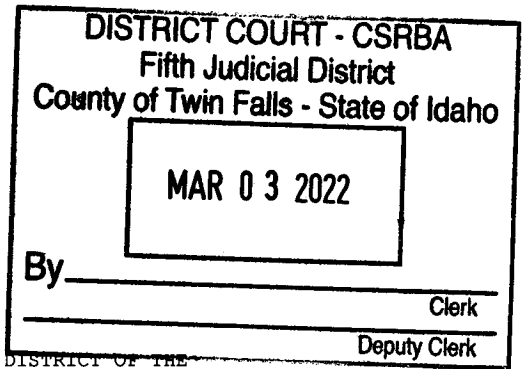 DISTRICT COURT - CSRBA
Fifth Judicial District
County of Twin Falls - State of Idaho
MAR 0 3 2022
By
Clerk
Deputy Clerk
DISTRICT OF THE